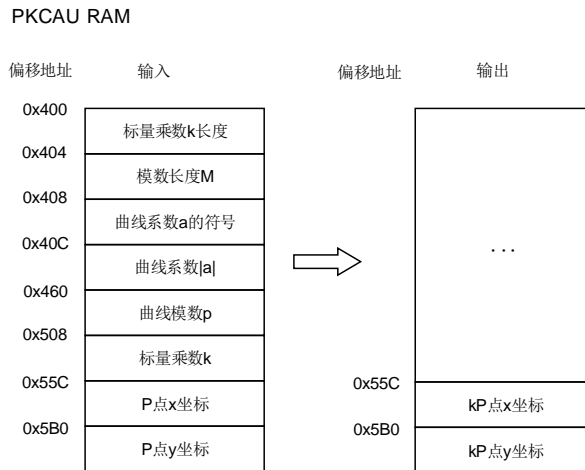 PKCAU RAM
偏移地址 输入 偏移地址 输出
0x400
标量乘数k长度
0x404
模数长度M
0x408
曲线系数a的符号
0x40C
曲线系数|a|
0x460
曲线模数p
0x508
标量乘数k
0x55C
P点x坐标
0x5B0
P点y坐标
...
0x55C
kP点x坐标
0x5B0
kP点y坐标